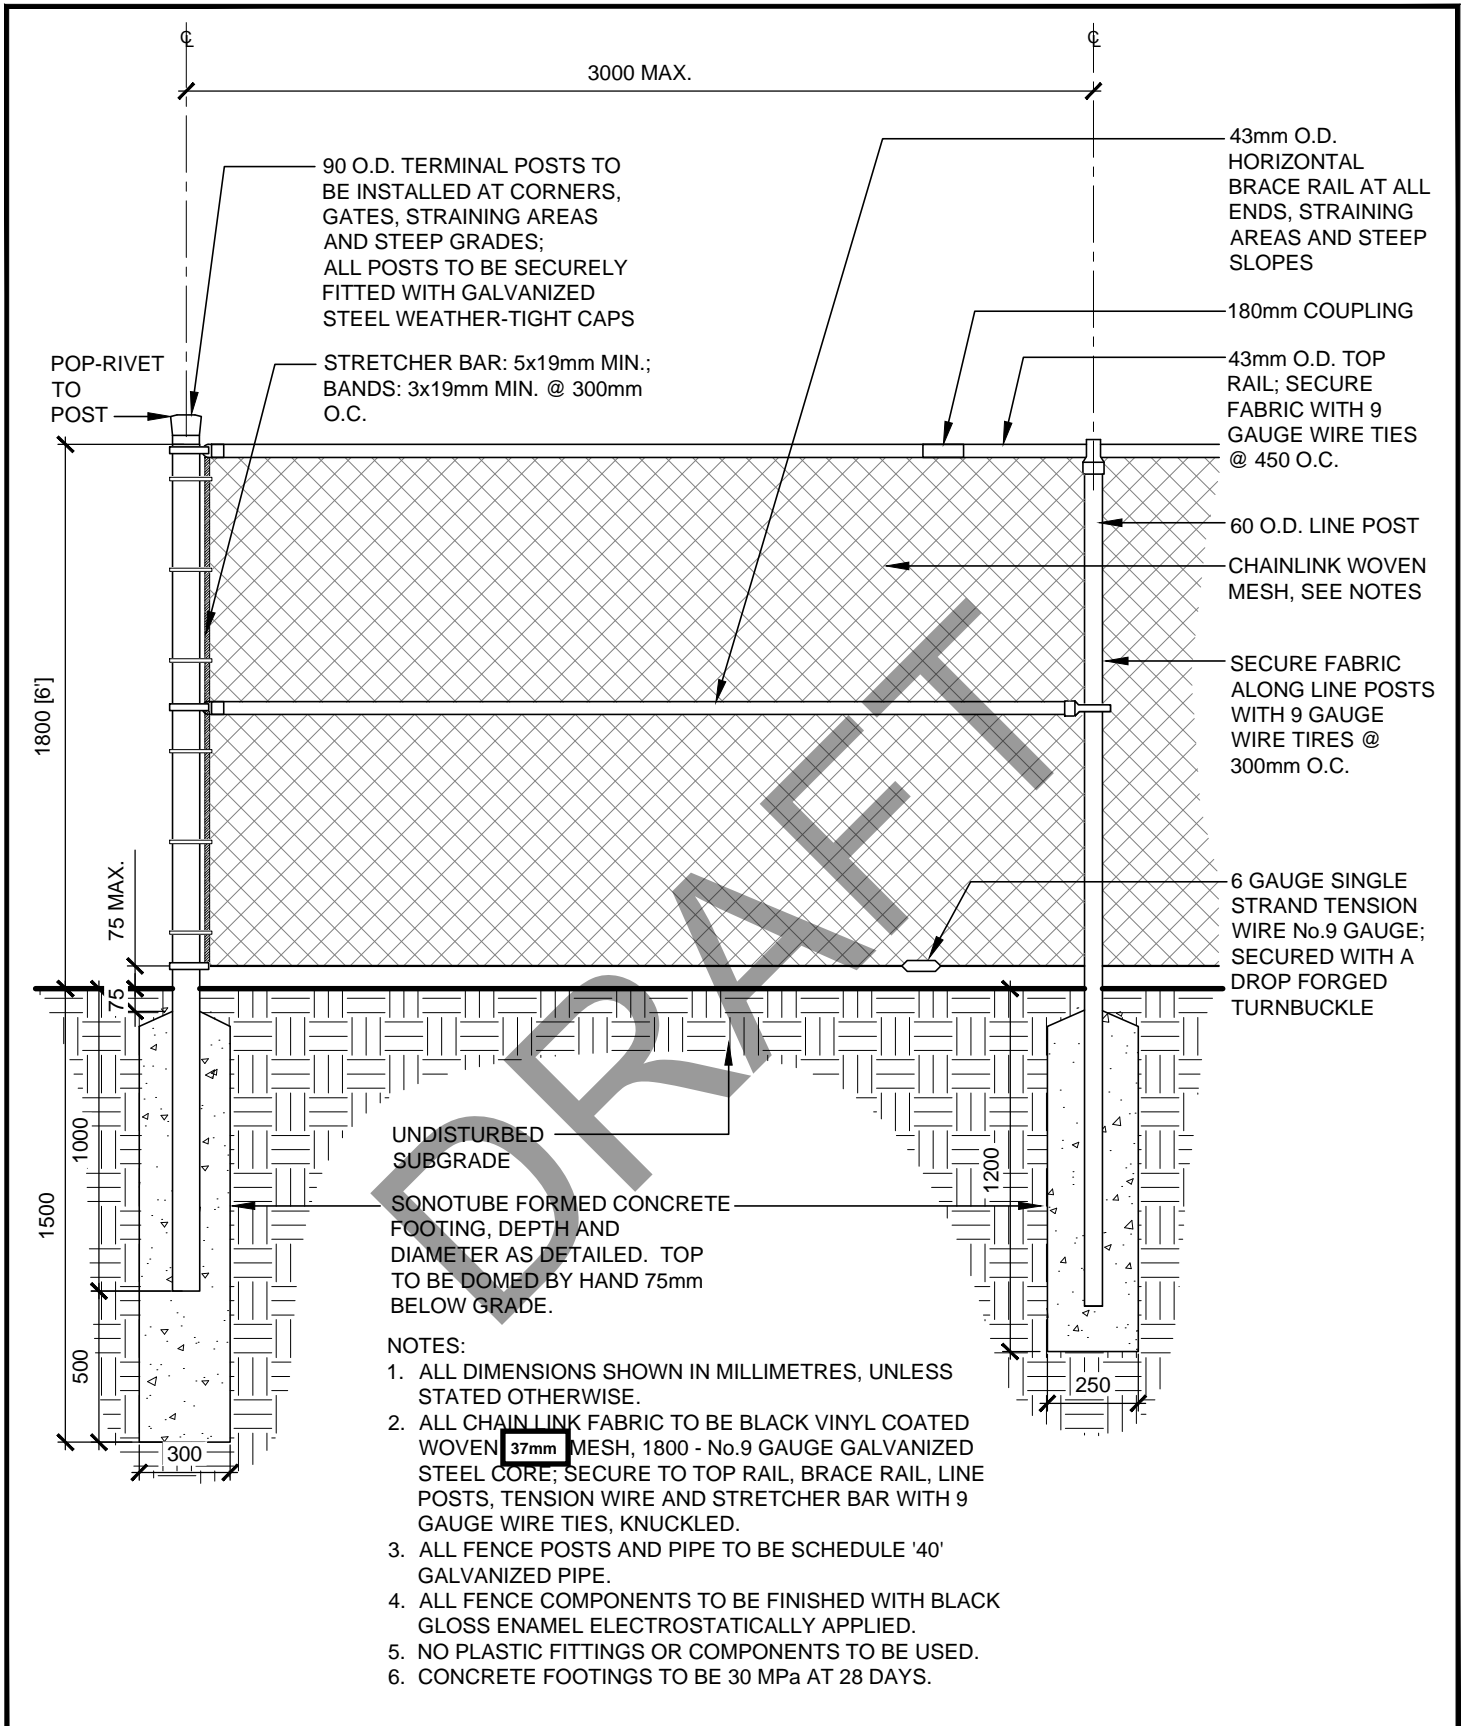 ℄
℄
3000 MAX.
90 O.D. TERMINAL POSTS TO
BE INSTALLED AT CORNERS,
GATES, STRAINING AREAS
AND STEEP GRADES;
ALL POSTS TO BE SECURELY
FITTED WITH GALVANIZED
STEEL WEATHER-TIGHT CAPS
STRETCHER BAR: 5x19mm MIN.;
BANDS: 3x19mm MIN. @ 300mm
O.C.
POP-RIVET
TO
POST
43mm O.D.
HORIZONTAL
BRACE RAIL AT ALL
ENDS, STRAINING
AREAS AND STEEP
SLOPES
180mm COUPLING
43mm O.D. TOP
RAIL; SECURE
FABRIC WITH 9
GAUGE WIRE TIES
@ 450 O.C.
60 O.D. LINE POST
CHAINLINK WOVEN
MESH, SEE NOTES
SECURE FABRIC
ALONG LINE POSTS
WITH 9 GAUGE
WIRE TIRES @
300mm O.C.
6 GAUGE SINGLE
STRAND TENSION
WIRE No.9 GAUGE;
SECURED WITH A
DROP FORGED
TURNBUCKLE
1800 [6']
75 MAX.
75
1000
1500
500
300
1200
250
DRAFT
UNDISTURBED
SUBGRADE
SONOTUBE FORMED CONCRETE
FOOTING, DEPTH AND
DIAMETER AS DETAILED. TOP
TO BE DOMED BY HAND 75mm
BELOW GRADE.
NOTES:
1. ALL DIMENSIONS SHOWN IN MILLIMETRES, UNLESS
STATED OTHERWISE.
2. ALL CHAIN LINK FABRIC TO BE BLACK VINYL COATED
WOVEN 37mm MESH, 1800 - No.9 GAUGE GALVANIZED
STEEL CORE; SECURE TO TOP RAIL, BRACE RAIL, LINE
POSTS, TENSION WIRE AND STRETCHER BAR WITH 9
GAUGE WIRE TIES, KNUCKLED.
3. ALL FENCE POSTS AND PIPE TO BE SCHEDULE '40'
GALVANIZED PIPE.
4. ALL FENCE COMPONENTS TO BE FINISHED WITH BLACK
GLOSS ENAMEL ELECTROSTATICALLY APPLIED.
5. NO PLASTIC FITTINGS OR COMPONENTS TO BE USED.
6. CONCRETE FOOTINGS TO BE 30 MPa AT 28 DAYS.